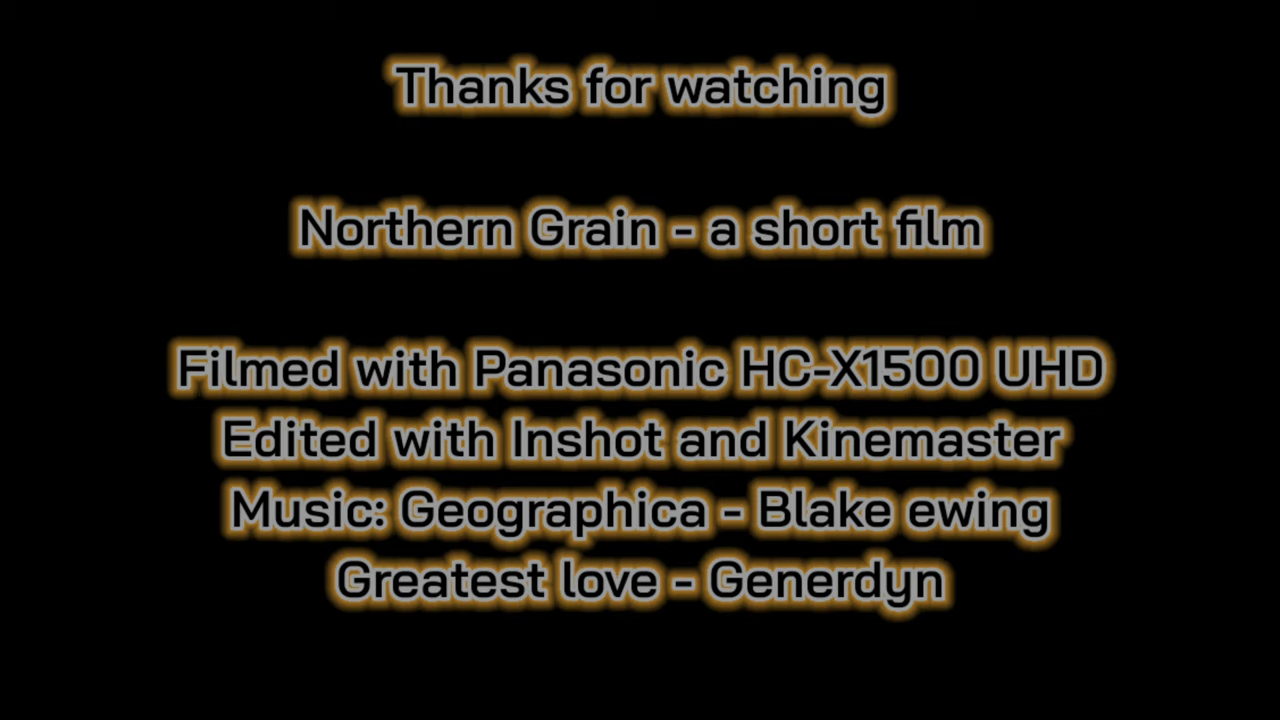 Thanks for watching
Northern Grain - a short film
Filmed with Panasonic HC-X1500 UHD
Edited with Inshot and Kinemaster
Music: Geographica - Blake ewing
Greatest love - Generdyn